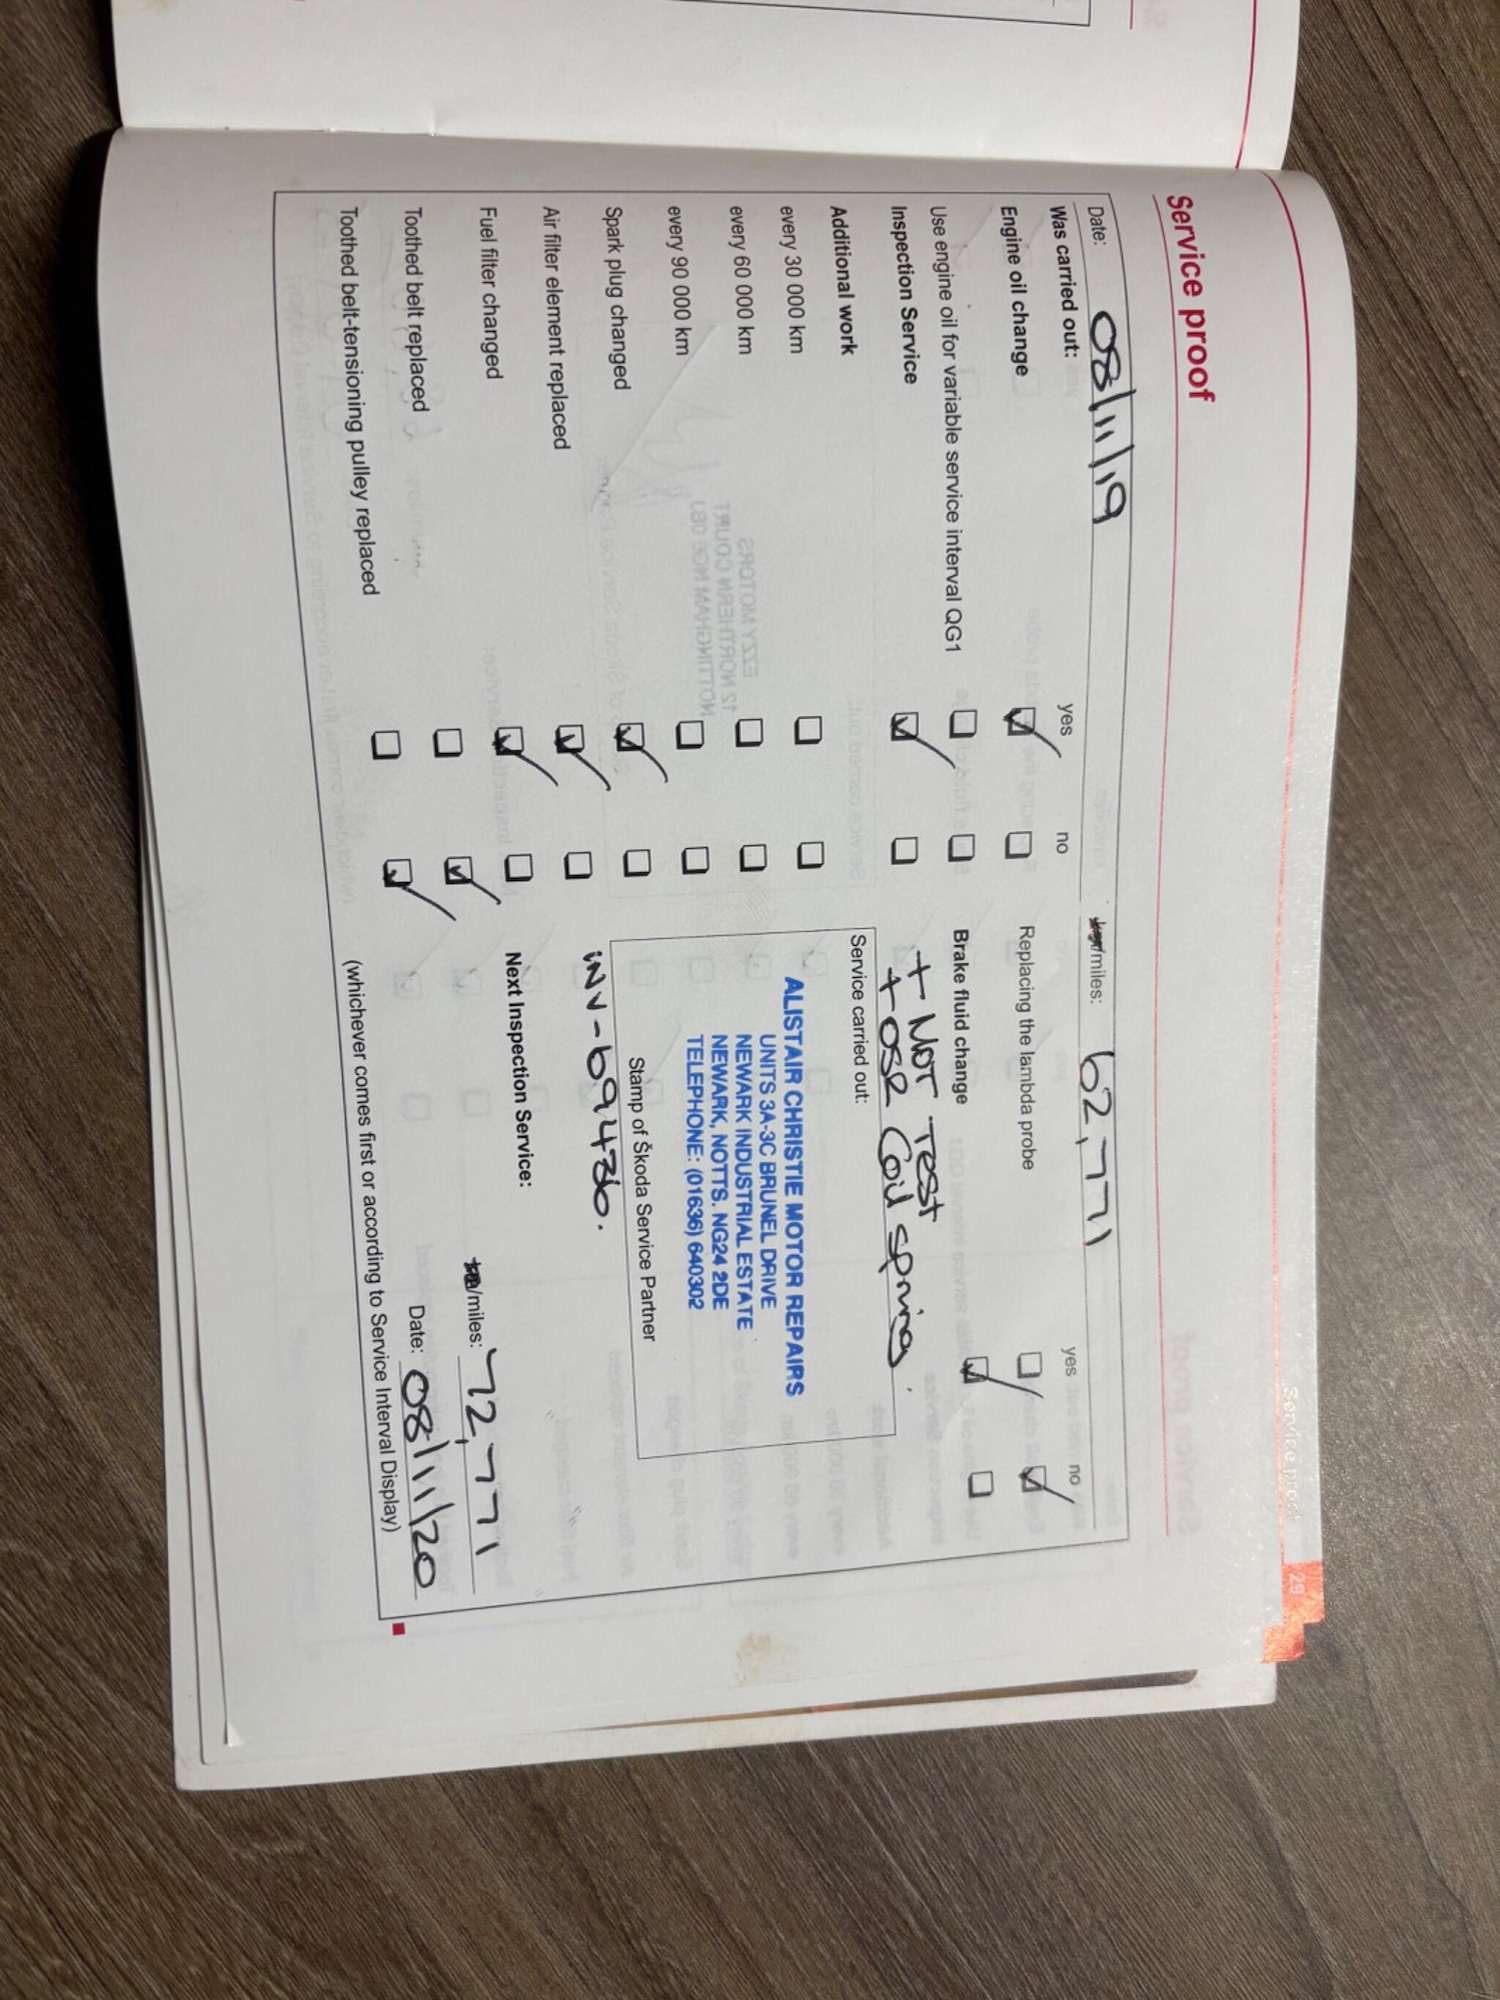 Service proof
29
Service proof
Date: 08/11/19
km/miles: 62,771
Was carried out:
yes
no
yes
no
Engine oil change
Replacing the lambda probe
Use engine oil for variable service interval QG1
Brake fluid change
Inspection Service
+ MOT Test
+ OSR Coil spring.
Additional work
Service carried out:
every 30 000 km
every 60 000 km
every 90 000 km
ALISTAIR CHRISTIE MOTOR REPAIRS
UNITS 3A-3C BRUNEL DRIVE
NEWARK INDUSTRIAL ESTATE
NEWARK, NOTTS. NG24 2DE
TELEPHONE: (01636) 640302
Spark plug changed
Stamp of Škoda Service Partner
Air filter element replaced
INV-69436.
Fuel filter changed
Next Inspection Service:
km/miles: 72,771
Toothed belt replaced
Date: 08/11/20
Toothed belt-tensioning pulley replaced
(whichever comes first or according to Service Interval Display)